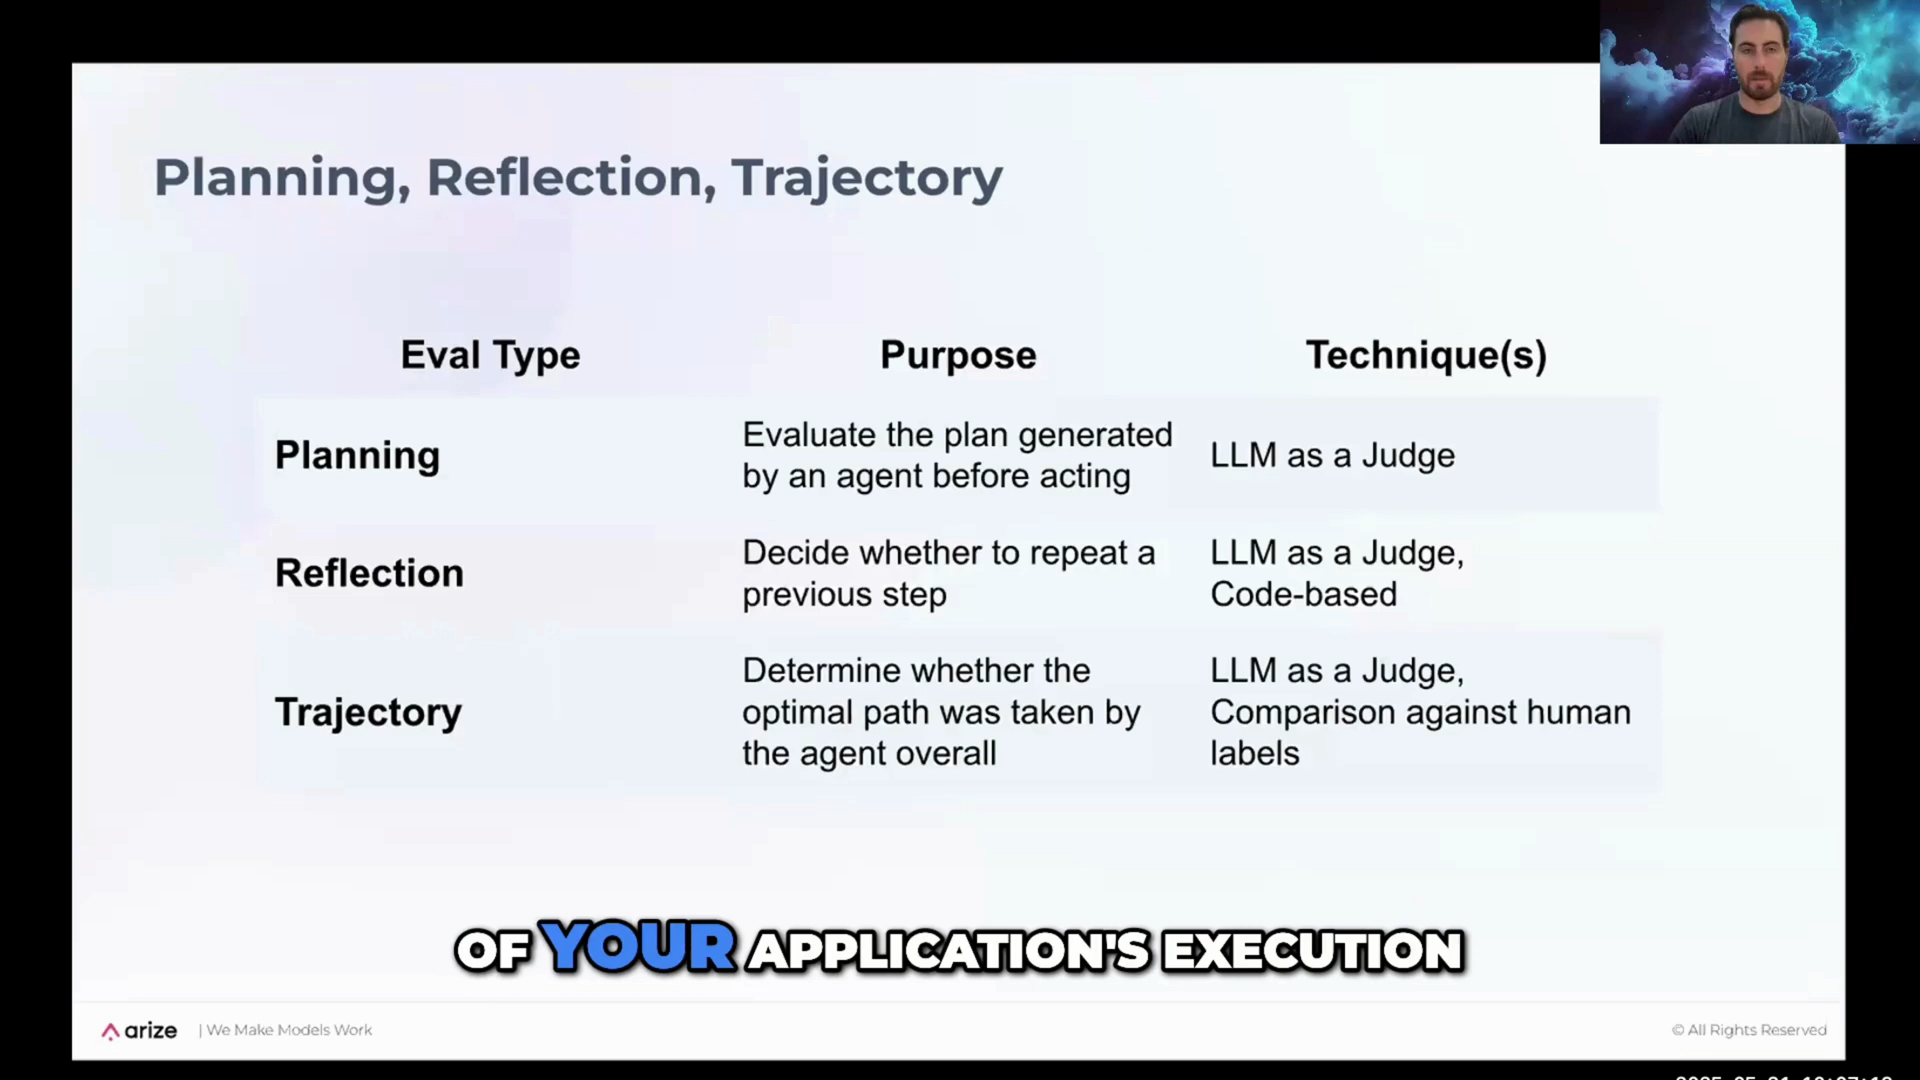 Planning, Reflection, Trajectory
Eval Type
Purpose
Technique(s)
Planning
Evaluate the plan generated
by an agent before acting
LLM as a Judge
Reflection
Decide whether to repeat a
previous step
LLM as a Judge,
Code-based
Trajectory
Determine whether the
optimal path was taken by
the agent overall
LLM as a Judge,
Comparison against human
labels
OF YOUR APPLICATION'S EXECUTION
arize | We Make Models Work
© All Rights Reserved